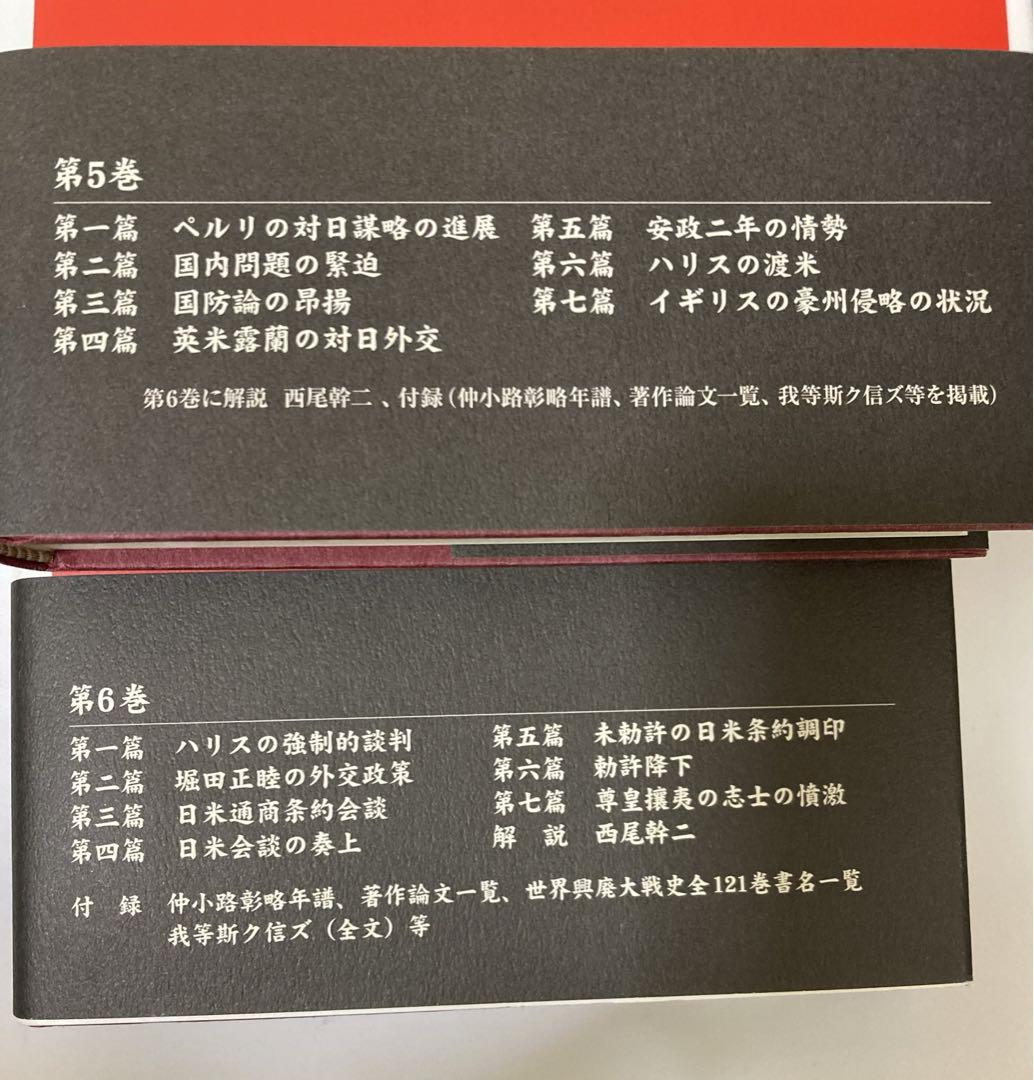 第5巻
第一篇 ペルリの対日謀略の進展
第二篇 国内問題の緊迫
第三篇 国防論の昂揚
第四篇 英米露蘭の対日外交
第五篇 安政二年の情勢
第六篇 ハリスの渡米
第七篇 イギリスの豪州侵略の状況
第6巻に解説 西尾幹二、付録(仲小路彰略年譜、著作論文一覧、我等斯ク信ズ等を掲載)
第6巻
第一篇 ハリスの強制的談判
第二篇 堀田正睦の外交政策
第三篇 日米通商条約会談
第四篇 日米会談の奏上
第五篇 未勅許の日米条約調印
第六篇 勅許降下
第七篇 尊皇攘夷の志士の憤激
解説 西尾幹二
付録 仲小路彰略年譜、著作論文一覧、世界興廃大戦史全121巻書名一覧
我等斯ク信ズ(全文)等